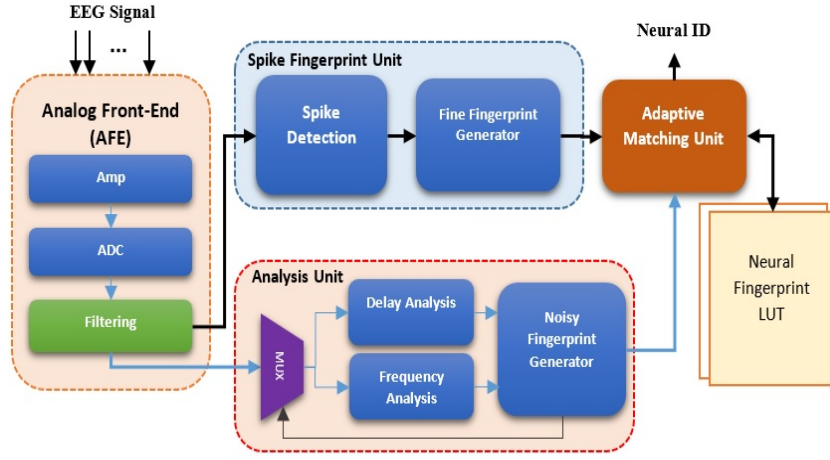 EEG Signal
...
Analog Front-End
(AFE)
Amp
ADC
Filtering
Spike Fingerprint Unit
Spike
Detection
Fine Fingerprint
Generator
Neural ID
Adaptive
Matching Unit
Neural
Fingerprint
LUT
Analysis Unit
MUX
Delay Analysis
Frequency
Analysis
Noisy
Fingerprint
Generator